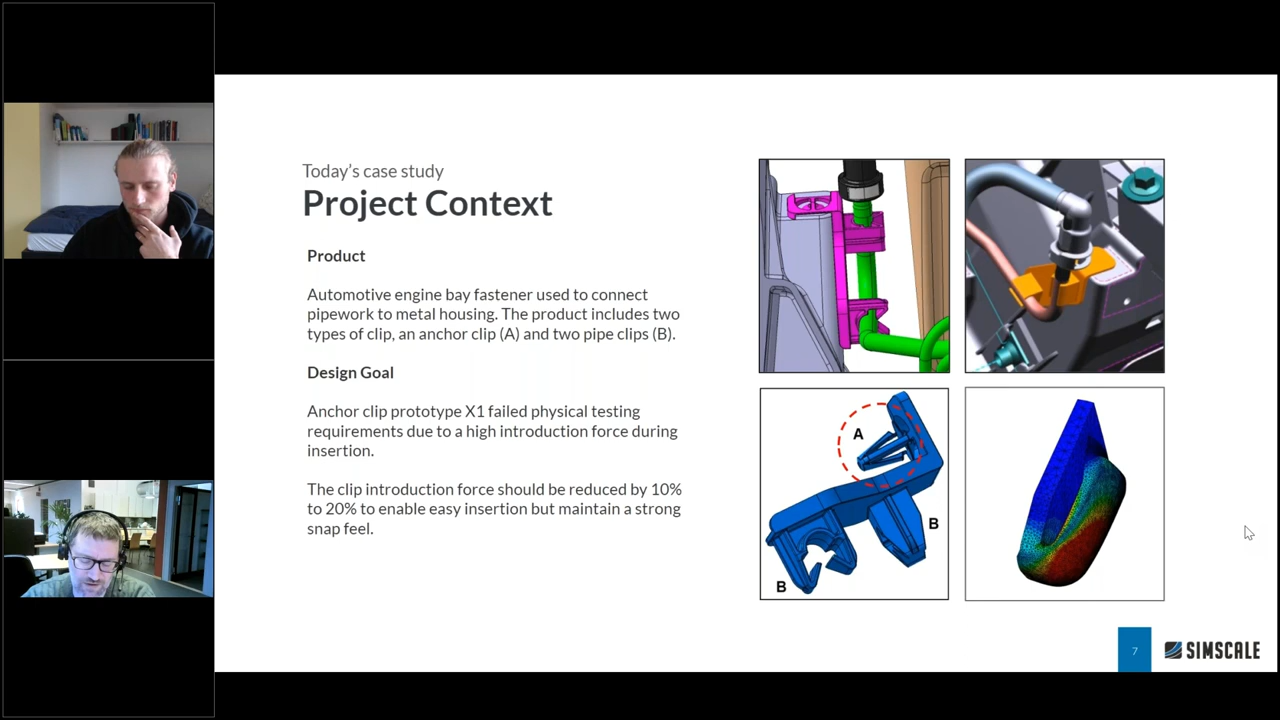 Today's case study
Project Context
Product
Automotive engine bay fastener used to connect
pipework to metal housing. The product includes two
types of clip, an anchor clip (A) and two pipe clips (B).
Design Goal
Anchor clip prototype X1 failed physical testing
requirements due to a high introduction force during
insertion.
The clip introduction force should be reduced by 10%
to 20% to enable easy insertion but maintain a strong
snap feel.
A
B
B
7
SIMSCALE